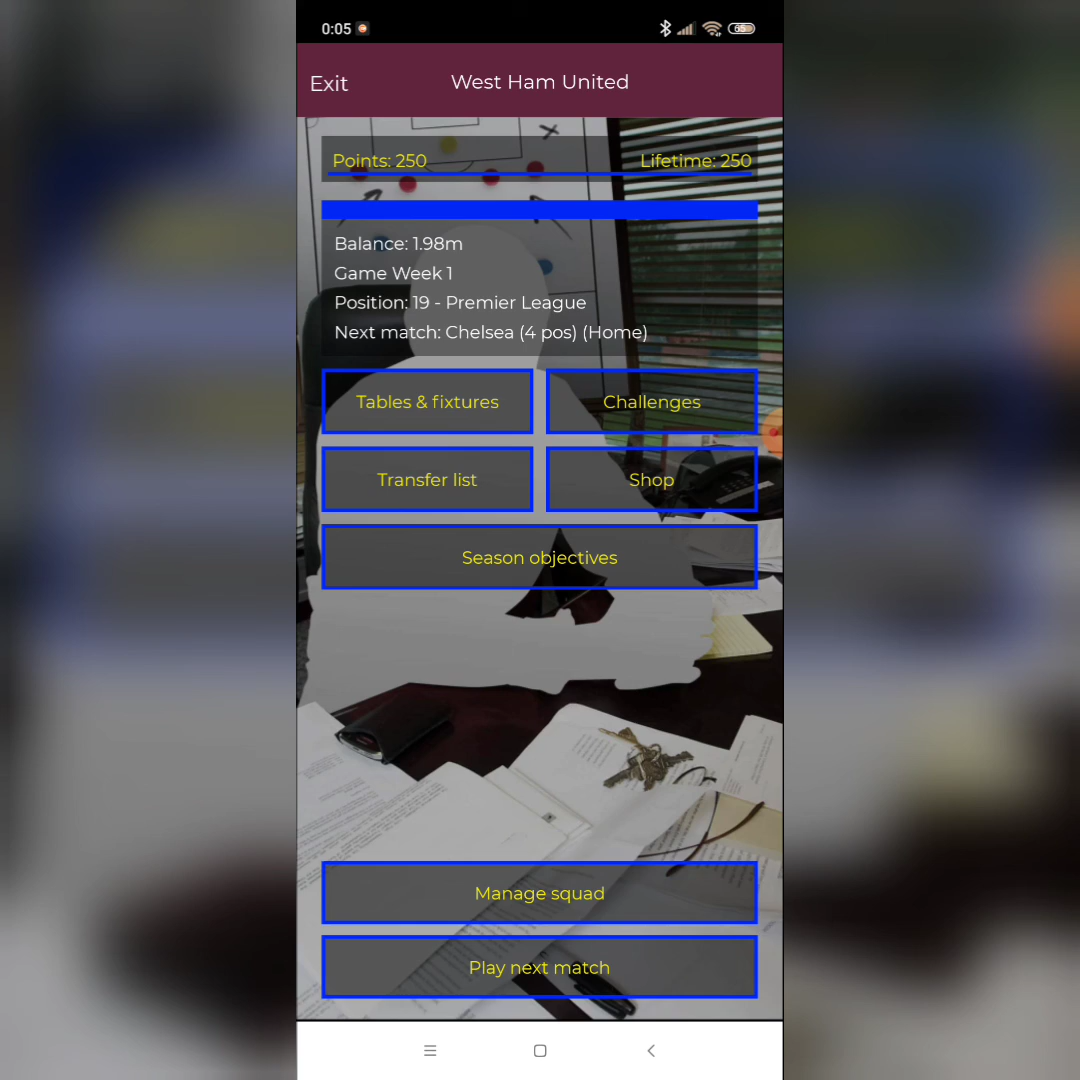 0:05
65
Exit
West Ham United
Points: 250
Lifetime: 250
Balance: 1.98m
Game Week 1
Position: 19 - Premier League
Next match: Chelsea (4 pos) (Home)
Tables & fixtures
Challenges
Transfer list
Shop
Season objectives
Manage squad
Play next match